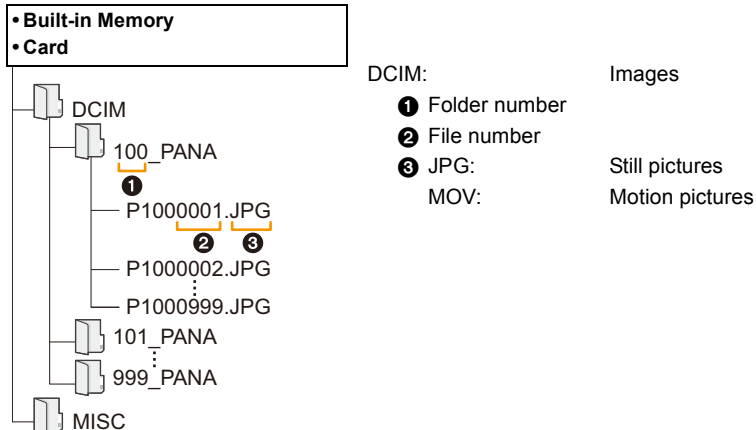 • Built-in Memory
• Card
DCIM
100_PANA
❶
P1000001.JPG
❷ ❸
P1000002.JPG
P1000999.JPG
101_PANA
999_PANA
MISC
DCIM: Images
❶ Folder number
❷ File number
❸ JPG: Still pictures
MOV: Motion pictures